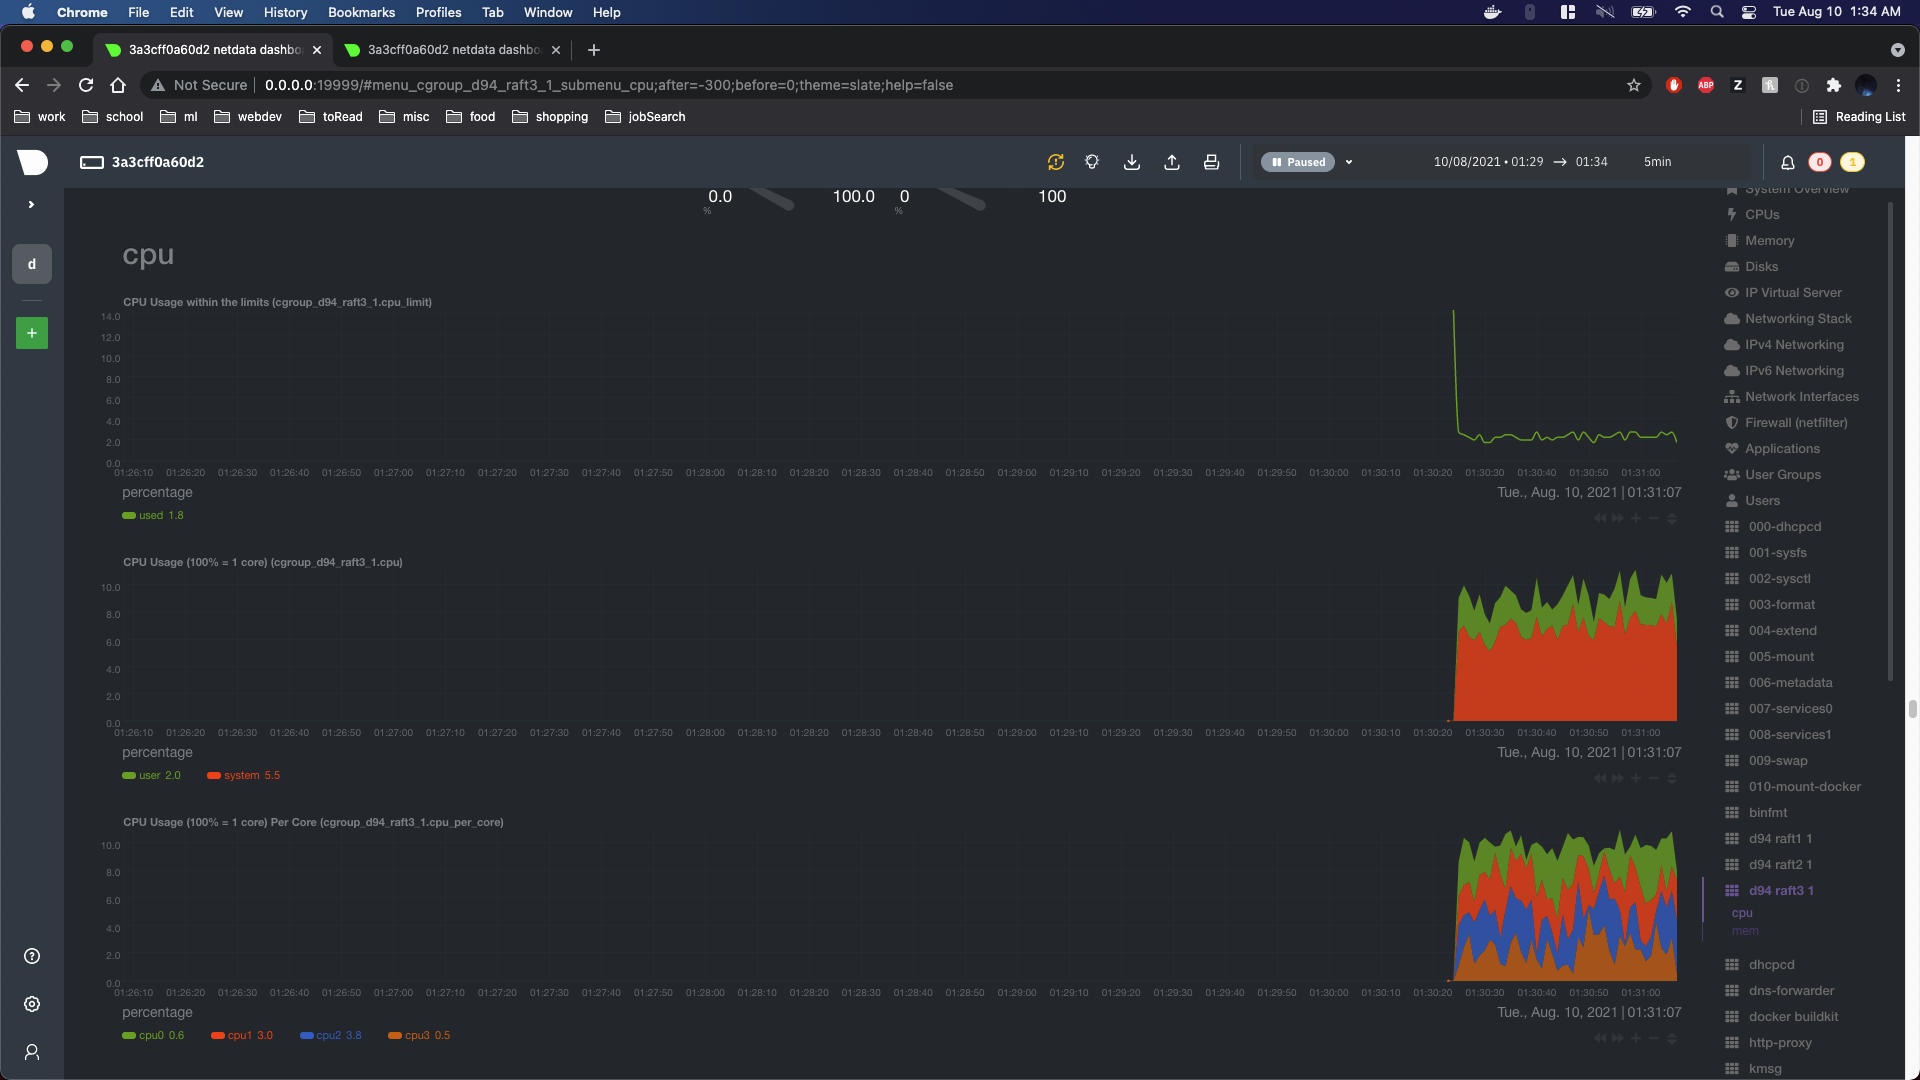 Chrome File Edit View History Bookmarks Profiles Tab Window Help Tue Aug 10 1:34 AM
3a3cff0a60d2 netdata dashbo 3a3cff0a60d2 netdata dashbo
Not Secure 0.0.0.0:19999/#menu_cgroup_d94_raft3_1_submenu_cpu;after=-300;before=0;theme=slate;help=false
ABP Z
work school ml webdev toRead misc food shopping jobSearch Reading List
3a3cff0a60d2 Paused 10/08/2021 • 01:29 → 01:34 5min 0 1
0.0 100.0 0 100
% %
d
+
cpu
CPU Usage within the limits (cgroup_d94_raft3_1.cpu_limit)
14.0
12.0
10.0
8.0
6.0
4.0
2.0
0.0
01:26:10 01:26:20 01:26:30 01:26:40 01:26:50 01:27:00 01:27:10 01:27:20 01:27:30 01:27:40 01:27:50 01:28:00 01:28:10 01:28:20 01:28:30 01:28:40 01:28:50 01:29:00 01:29:10 01:29:20 01:29:30 01:29:40 01:29:50 01:30:00 01:30:10 01:30:20 01:30:30 01:30:40 01:30:50 01:31:00
percentage Tue., Aug. 10, 2021 | 01:31:07
used 1.8
CPU Usage (100% = 1 core) (cgroup_d94_raft3_1.cpu)
10.0
8.0
6.0
4.0
2.0
0.0
01:26:10 01:26:20 01:26:30 01:26:40 01:26:50 01:27:00 01:27:10 01:27:20 01:27:30 01:27:40 01:27:50 01:28:00 01:28:10 01:28:20 01:28:30 01:28:40 01:28:50 01:29:00 01:29:10 01:29:20 01:29:30 01:29:40 01:29:50 01:30:00 01:30:10 01:30:20 01:30:30 01:30:40 01:30:50 01:31:00
percentage Tue., Aug. 10, 2021 | 01:31:07
user 2.0 system 5.5
CPU Usage (100% = 1 core) Per Core (cgroup_d94_raft3_1.cpu_per_core)
10.0
8.0
6.0
4.0
2.0
0.0
01:26:10 01:26:20 01:26:30 01:26:40 01:26:50 01:27:00 01:27:10 01:27:20 01:27:30 01:27:40 01:27:50 01:28:00 01:28:10 01:28:20 01:28:30 01:28:40 01:28:50 01:29:00 01:29:10 01:29:20 01:29:30 01:29:40 01:29:50 01:30:00 01:30:10 01:30:20 01:30:30 01:30:40 01:30:50 01:31:00
percentage Tue., Aug. 10, 2021 | 01:31:07
cpu0 0.6 cpu1 3.0 cpu2 3.8 cpu3 0.5
System Overview
CPUs
Memory
Disks
IP Virtual Server
Networking Stack
IPv4 Networking
IPv6 Networking
Network Interfaces
Firewall (netfilter)
Applications
User Groups
Users
000-dhcpcd
001-sysfs
002-sysctl
003-format
004-extend
005-mount
006-metadata
007-services0
008-services1
009-swap
010-mount-docker
binfmt
d94 raft1 1
d94 raft2 1
d94 raft3 1
cpu
mem
dhcpcd
dns-forwarder
docker buildkit
http-proxy
kmsg